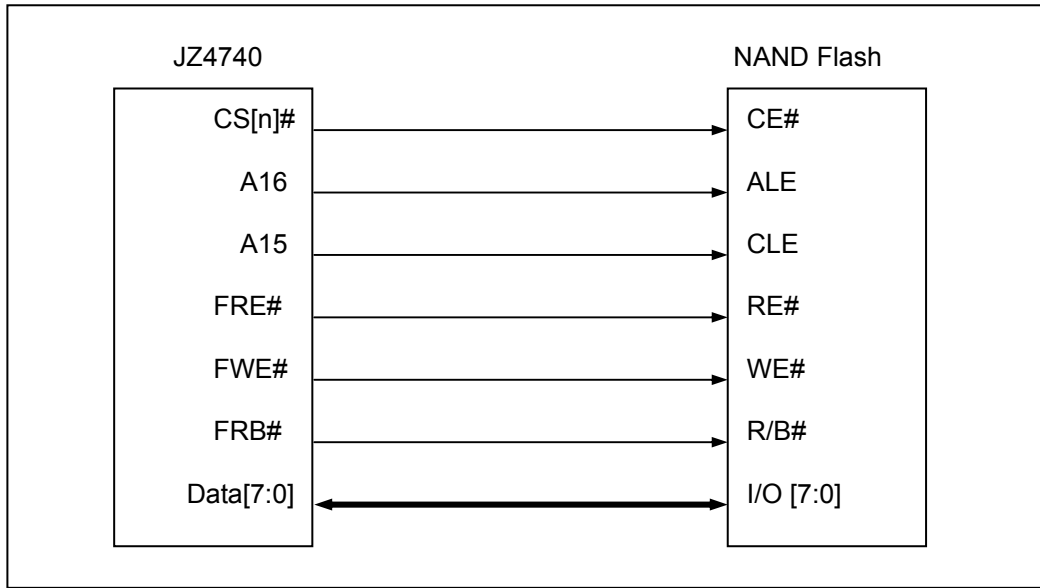 JZ4740 NAND Flash
CS[n]# CE#
A16 ALE
A15 CLE
FRE# RE#
FWE# WE#
FRB# R/B#
Data[7:0] I/O [7:0]